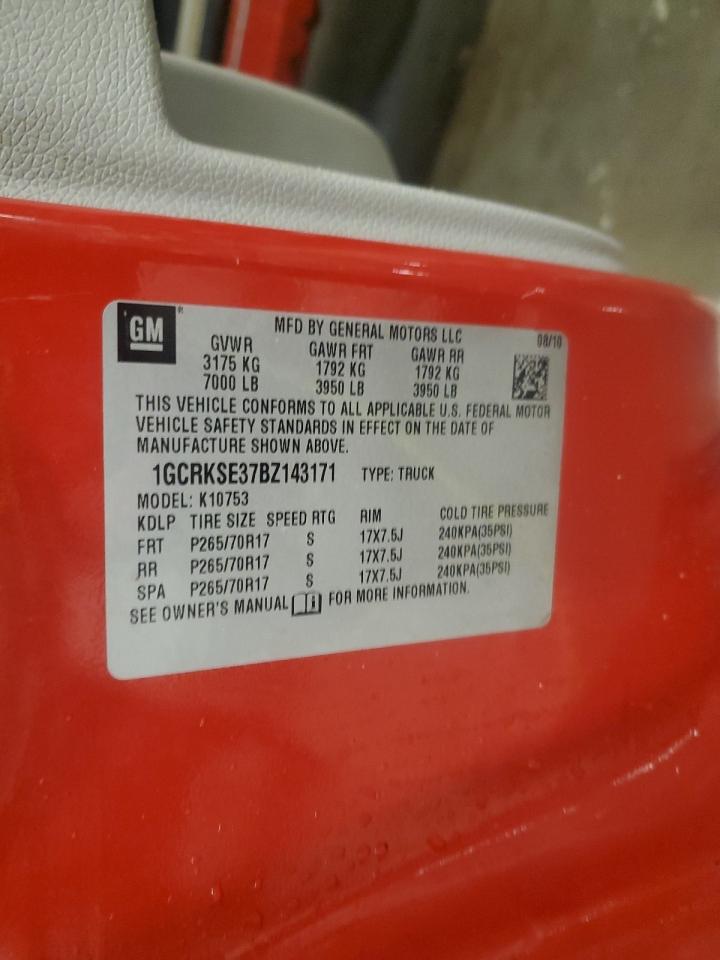 GM
MFD BY GENERAL MOTORS LLC 08/10
GVWR GAWR FRT GAWR RR
3175 KG 1792 KG 1792 KG
7000 LB 3950 LB 3950 LB
THIS VEHICLE CONFORMS TO ALL APPLICABLE U.S. FEDERAL MOTOR
VEHICLE SAFETY STANDARDS IN EFFECT ON THE DATE OF
MANUFACTURE SHOWN ABOVE.
1GCRKSE37BZ143171 TYPE: TRUCK
MODEL: K10753
KDLP TIRE SIZE SPEED RTG RIM COLD TIRE PRESSURE
FRT P265/70R17 S 17X7.5J 240KPA(35PSI)
RR P265/70R17 S 17X7.5J 240KPA(35PSI)
SPA P265/70R17 S 17X7.5J 240KPA(35PSI)
SEE OWNER'S MANUAL i FOR MORE INFORMATION.